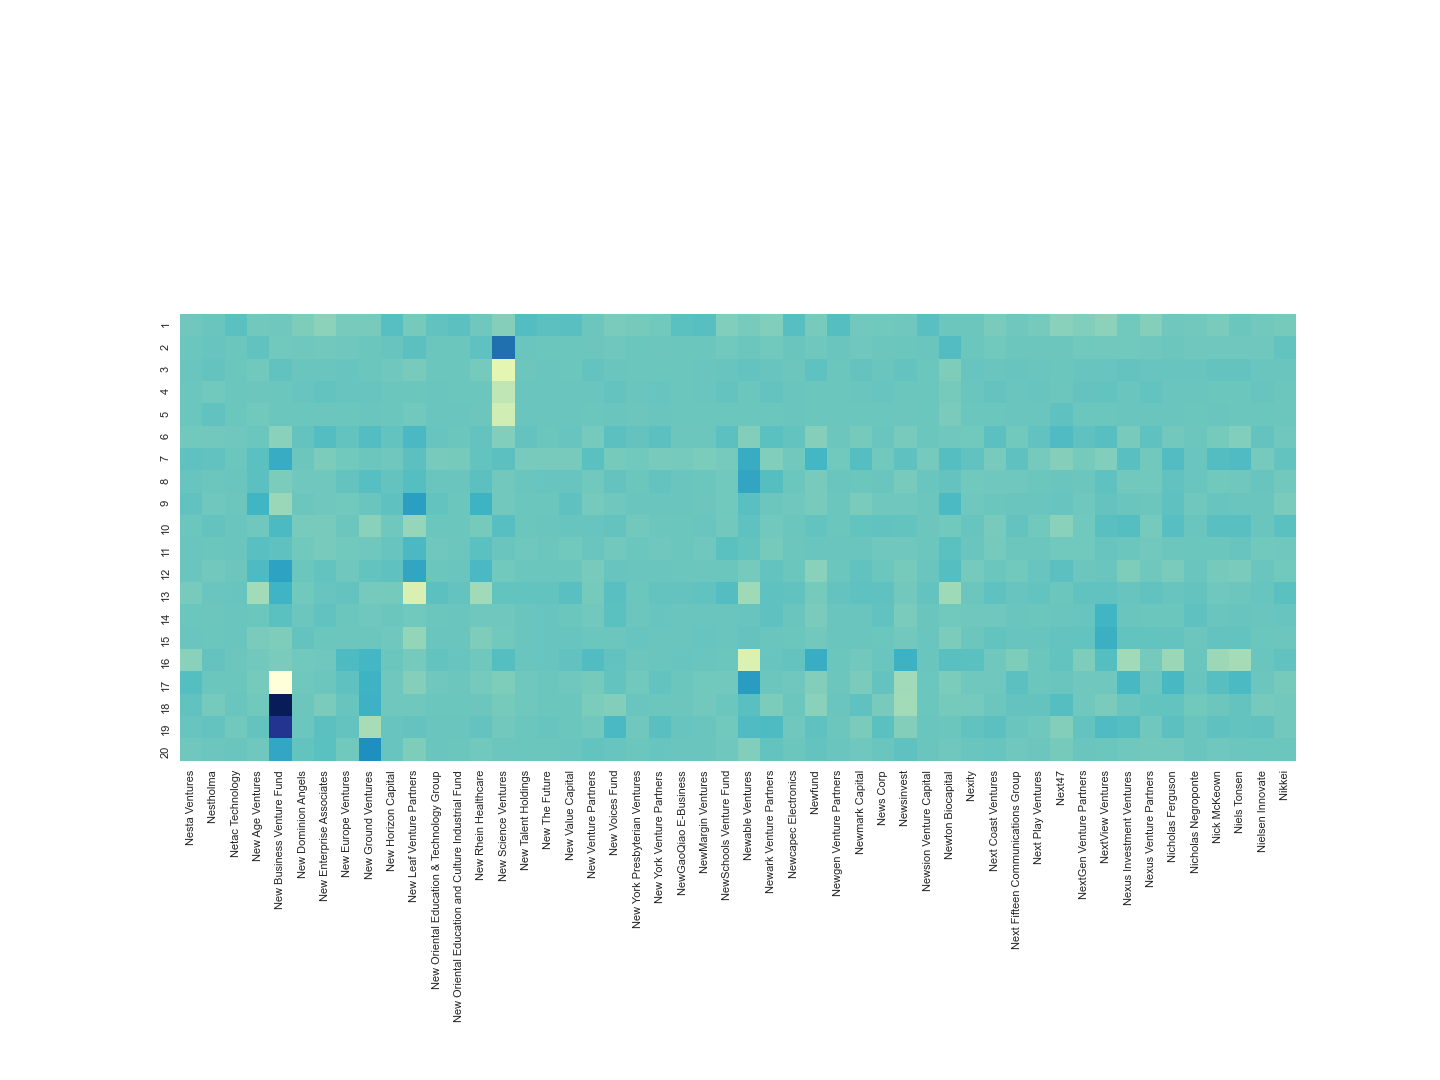 1
2
3
4
5
6
7
8
9
10
11
12
13
14
15
16
17
18
19
20
Nesta Ventures
Nestholma
Netac Technology
New Age Ventures
New Business Venture Fund
New Dominion Angels
New Enterprise Associates
New Europe Ventures
New Ground Ventures
New Horizon Capital
New Leaf Venture Partners
New Oriental Education & Technology Group
New Oriental Education and Culture Industrial Fund
New Rhein Healthcare
New Science Ventures
New Talent Holdings
New The Future
New Value Capital
New Venture Partners
New Voices Fund
New York Presbyterian Ventures
New York Venture Partners
NewGaoQiao E-Business
NewMargin Ventures
NewSchools Venture Fund
Newable Ventures
Newark Venture Partners
Newcapec Electronics
Newfund
Newgen Venture Partners
Newmark Capital
News Corp
Newsinvest
Newsion Venture Capital
Newton Biocapital
Nexity
Next Coast Ventures
Next Fifteen Communications Group
Next Play Ventures
Next47
NextGen Venture Partners
NextView Ventures
Nexus Investment Ventures
Nexus Venture Partners
Nicholas Ferguson
Nicholas Negroponte
Nick McKeown
Niels Tonsen
Nielsen Innovate
Nikkei